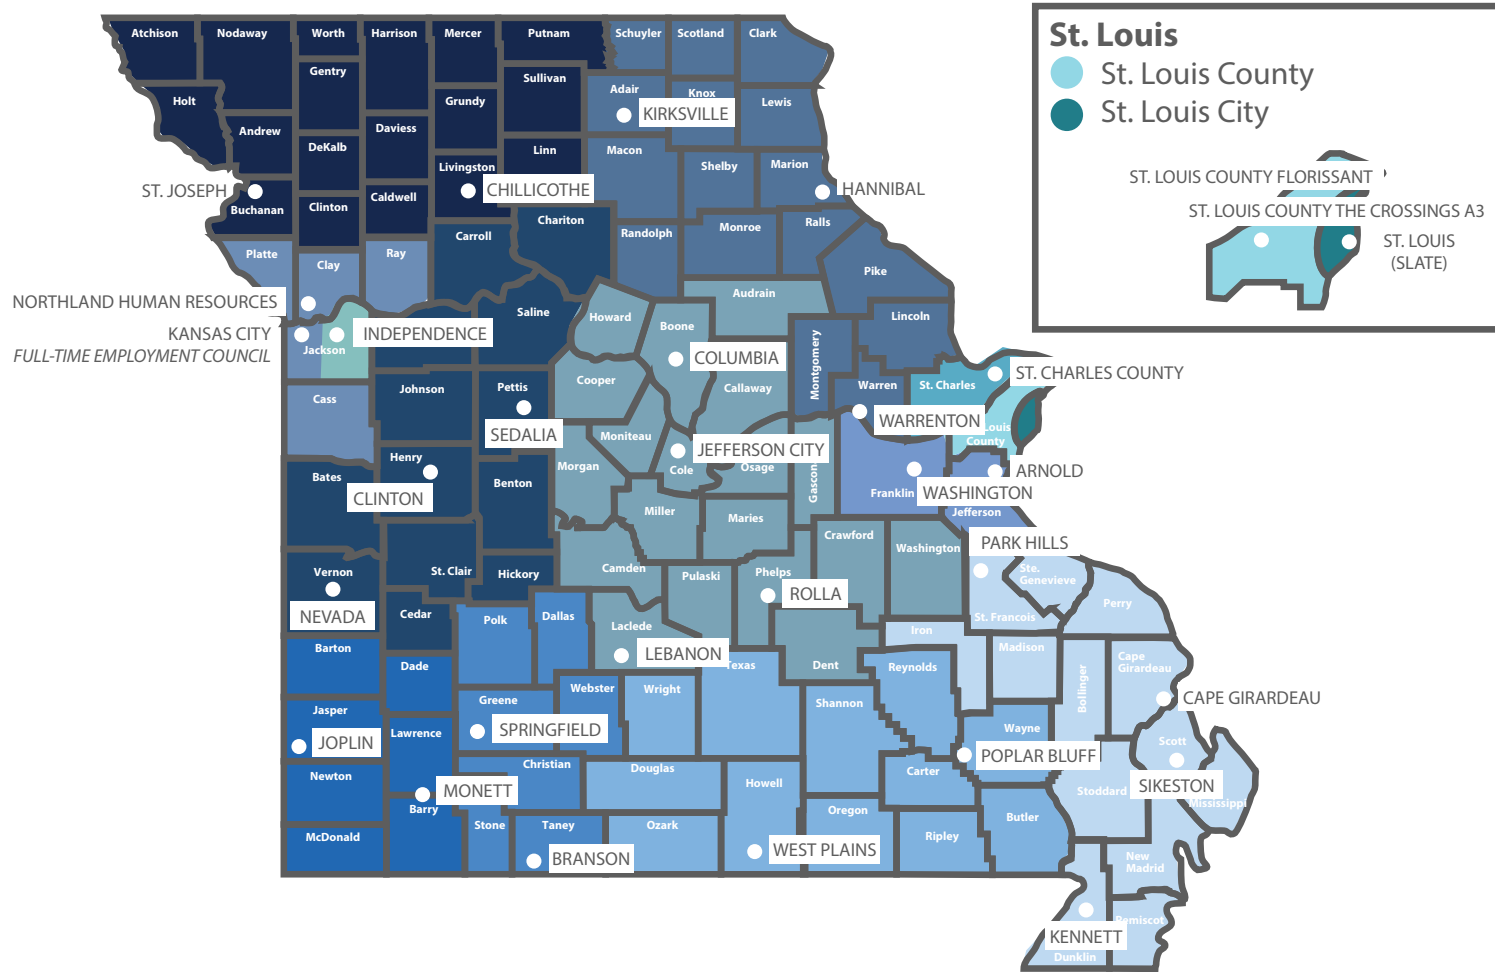 St. Louis
St. Louis County
St. Louis City
ST. LOUIS COUNTY FLORISSANT
ST. LOUIS COUNTY THE CROSSINGS A3
ST. LOUIS
(SLATE)
Atchison
Nodaway
Worth
Harrison
Mercer
Putnam
Schuyler
Scotland
Clark
Gentry
Sullivan
Adair
Knox
Lewis
Holt
Grundy
KIRKSVILLE
Andrew
Daviess
DeKalb
Linn
Macon
Livingston
Shelby
Marion
ST. JOSEPH
CHILLICOTHE
HANNIBAL
Buchanan
Clinton
Caldwell
Chariton
Carroll
Randolph
Monroe
Ralls
Platte
Clay
Ray
Pike
Audrain
NORTHLAND HUMAN RESOURCES
Saline
Howard
Boone
Lincoln
KANSAS CITY
FULL-TIME EMPLOYMENT COUNCIL
INDEPENDENCE
Jackson
COLUMBIA
Montgomery
Cooper
Callaway
Warren
St. Charles
ST. CHARLES COUNTY
Johnson
Pettis
Cass
SEDALIA
WARRENTON
Louis
County
Moniteau
JEFFERSON CITY
Henry
Morgan
Cole
Osage
ARNOLD
Bates
CLINTON
Benton
Franklin
WASHINGTON
Miller
Maries
Jefferson
Crawford
Washington
PARK HILLS
Vernon
St. Clair
Hickory
Camden
Pulaski
Phelps
Ste.
Genevieve
NEVADA
ROLLA
Perry
Cedar
Polk
Dallas
Laclede
St. Francois
Iron
Barton
LEBANON
Madison
Dade
Texas
Dent
Reynolds
Cape
Girardeau
Bollinger
Greene
Webster
Wright
Shannon
CAPE GIRARDEAU
Jasper
JOPLIN
Lawrence
SPRINGFIELD
Wayne
Scott
POPLAR BLUFF
Newton
Christian
Douglas
Howell
Carter
SIKESTON
MONETT
Stoddard
Mississippi
Barry
Oregon
Butler
McDonald
Stone
Taney
Ozark
Ripley
BRANSON
WEST PLAINS
New
Madrid
Pemiscot
KENNETT
Dunklin